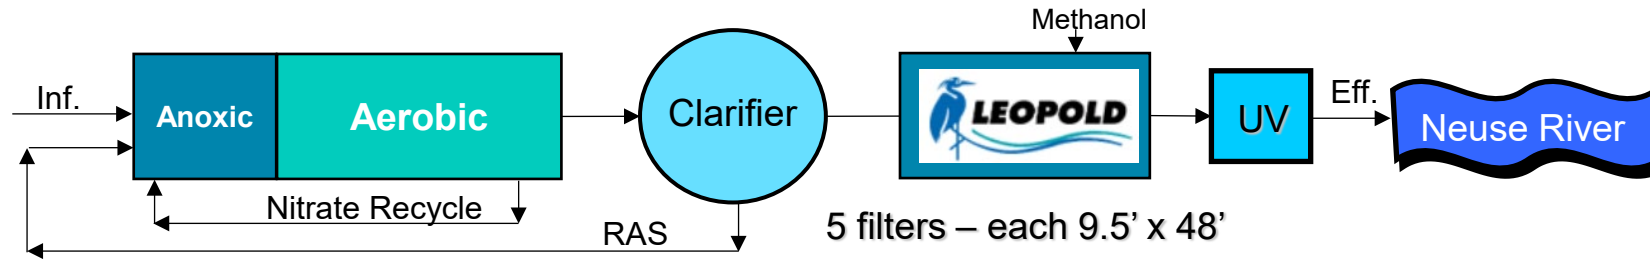 Methanol
Inf.
Anoxic
Aerobic
Clarifier
LEOPOLD
UV
Eff.
Neuse River
Nitrate Recycle
RAS
5 filters – each 9.5’ x 48’